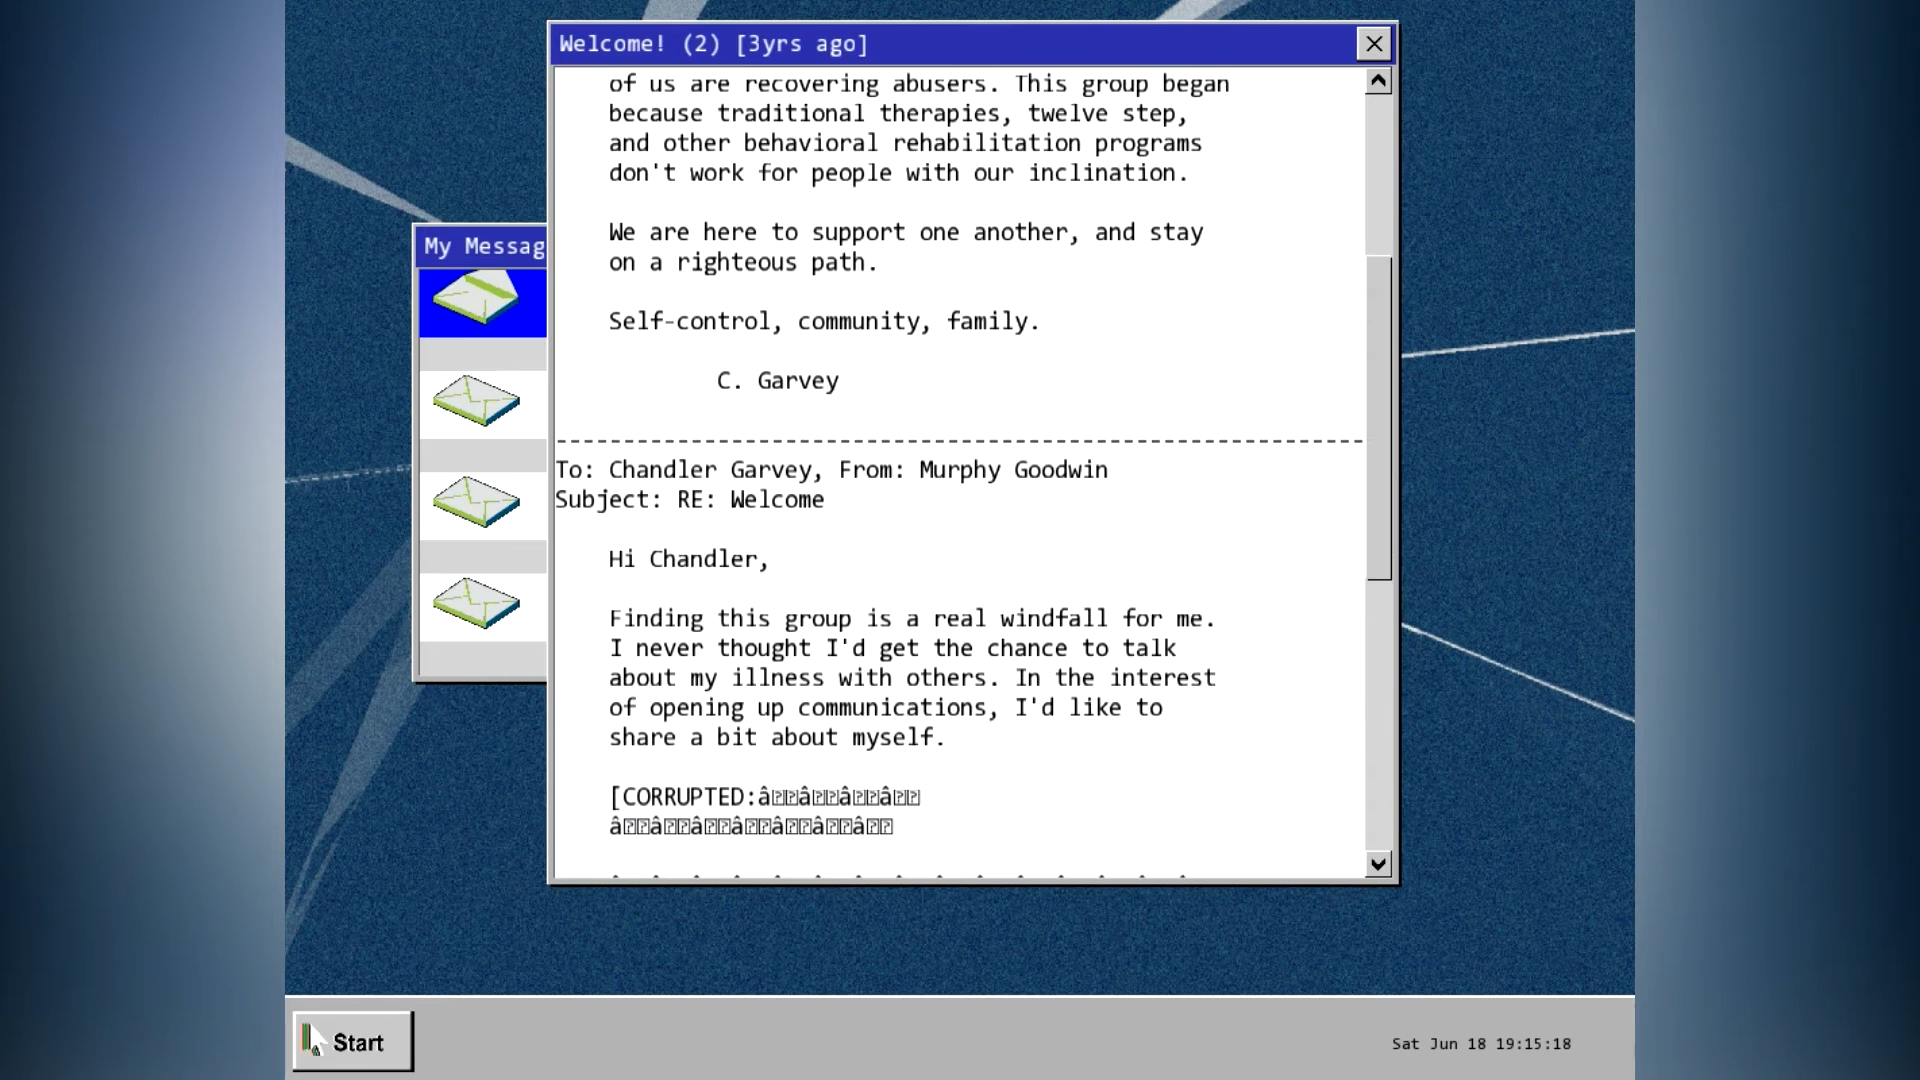 Welcome! (2) [3yrs ago]
of us are recovering abusers. This group began
because traditional therapies, twelve step,
and other behavioral rehabilitation programs
don't work for people with our inclination.
We are here to support one another, and stay
on a righteous path.
Self-control, community, family.
C. Garvey
To: Chandler Garvey, From: Murphy Goodwin
Subject: RE: Welcome
Hi Chandler,
Finding this group is a real windfall for me.
I never thought I'd get the chance to talk
about my illness with others. In the interest
of opening up communications, I'd like to
share a bit about myself.
[CORRUPTED:â⍰⍰â⍰⍰â⍰⍰â⍰⍰
â⍰⍰â⍰⍰â⍰⍰â⍰⍰â⍰⍰â⍰⍰â⍰⍰
My Messag
Start
Sat Jun 18 19:15:18